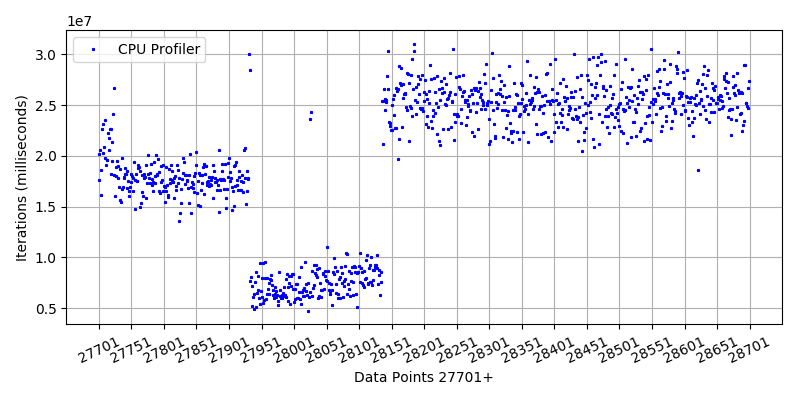 1e7
CPU Profiler
3.0
2.5
2.0
1.5
1.0
0.5
Iterations (milliseconds)
27701 27751 27801 27851 27901 27951 28001 28051 28101 28151 28201 28251 28301 28351 28401 28451 28501 28551 28601 28651 28701
Data Points 27701+